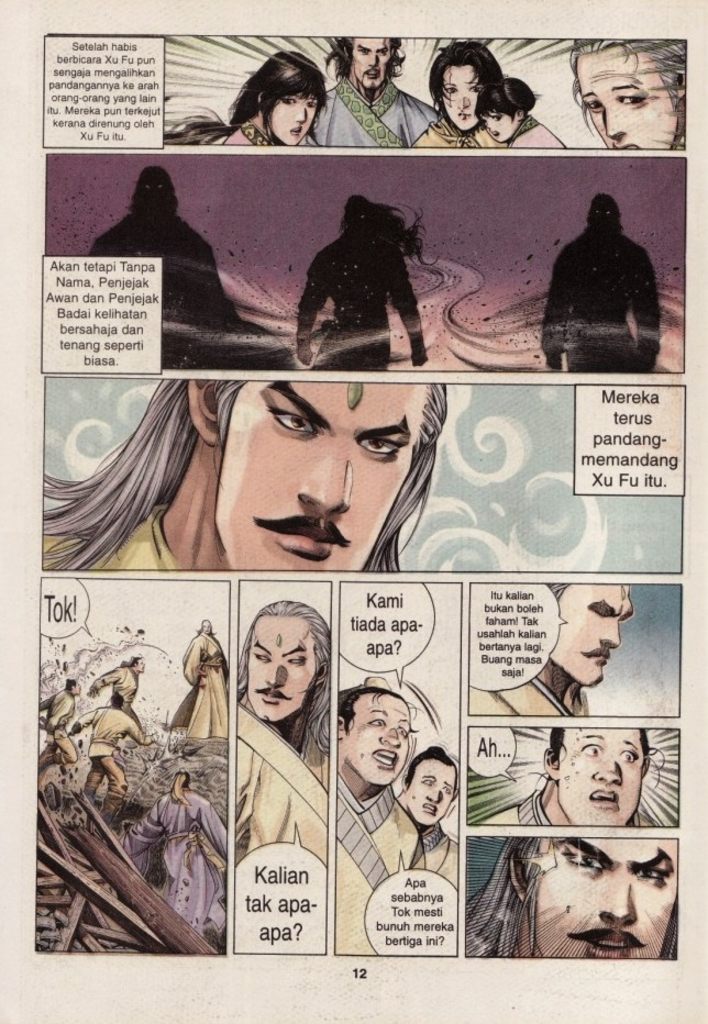 Setelah habis
berbicara Xu Fu pun
sengaja mengalihkan
pandangannya ke arah
orang-orang yang lain
itu. Mereka pun terkejut
kerana direnung oleh
Xu Fu itu.
Akan tetapi Tanpa
Nama, Penjejak
Awan dan Penjejak
Badai kelihatan
bersahaja dan
tenang seperti
biasa.
Mereka
terus
pandang-
memandang
Xu Fu itu.
Tok!
Kalian
tak apa-
apa?
Kami
tiada apa-
apa?
Apa
sebabnya
Tok mesti
bunuh mereka
bertiga ini?
Itu kalian
bukan boleh
faham! Tak
usahlah kalian
bertanya lagi.
Buang masa
saja!
Ah...
12